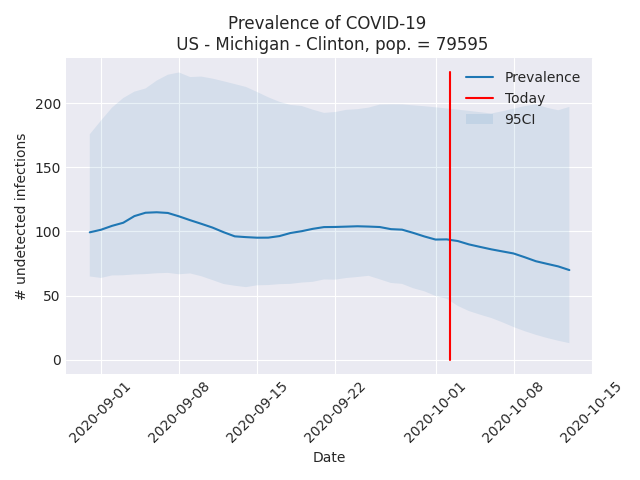 Prevalence of COVID-19
US - Michigan - Clinton, pop. = 79595
Prevalence
Today
95CI
200
150
100
50
0
# undetected infections
2020-09-01
2020-09-08
2020-09-15
2020-09-22
2020-10-01
2020-10-08
2020-10-15
Date